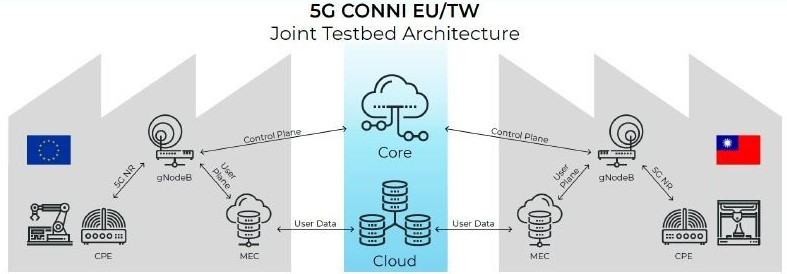 5G CONNI EU/TW
Joint Testbed Architecture
Control Plane
Control Plane
Core
gNodeB
gNodeB
5G NR
User
Plane
User
Plane
5G NR
User Data
User Data
CPE
MEC
Cloud
MEC
CPE